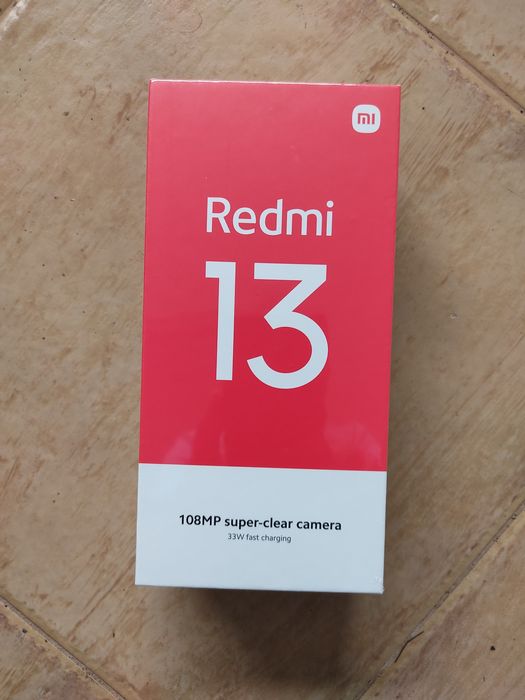 mi
Redmi
13
108MP super-clear camera
33W fast charging